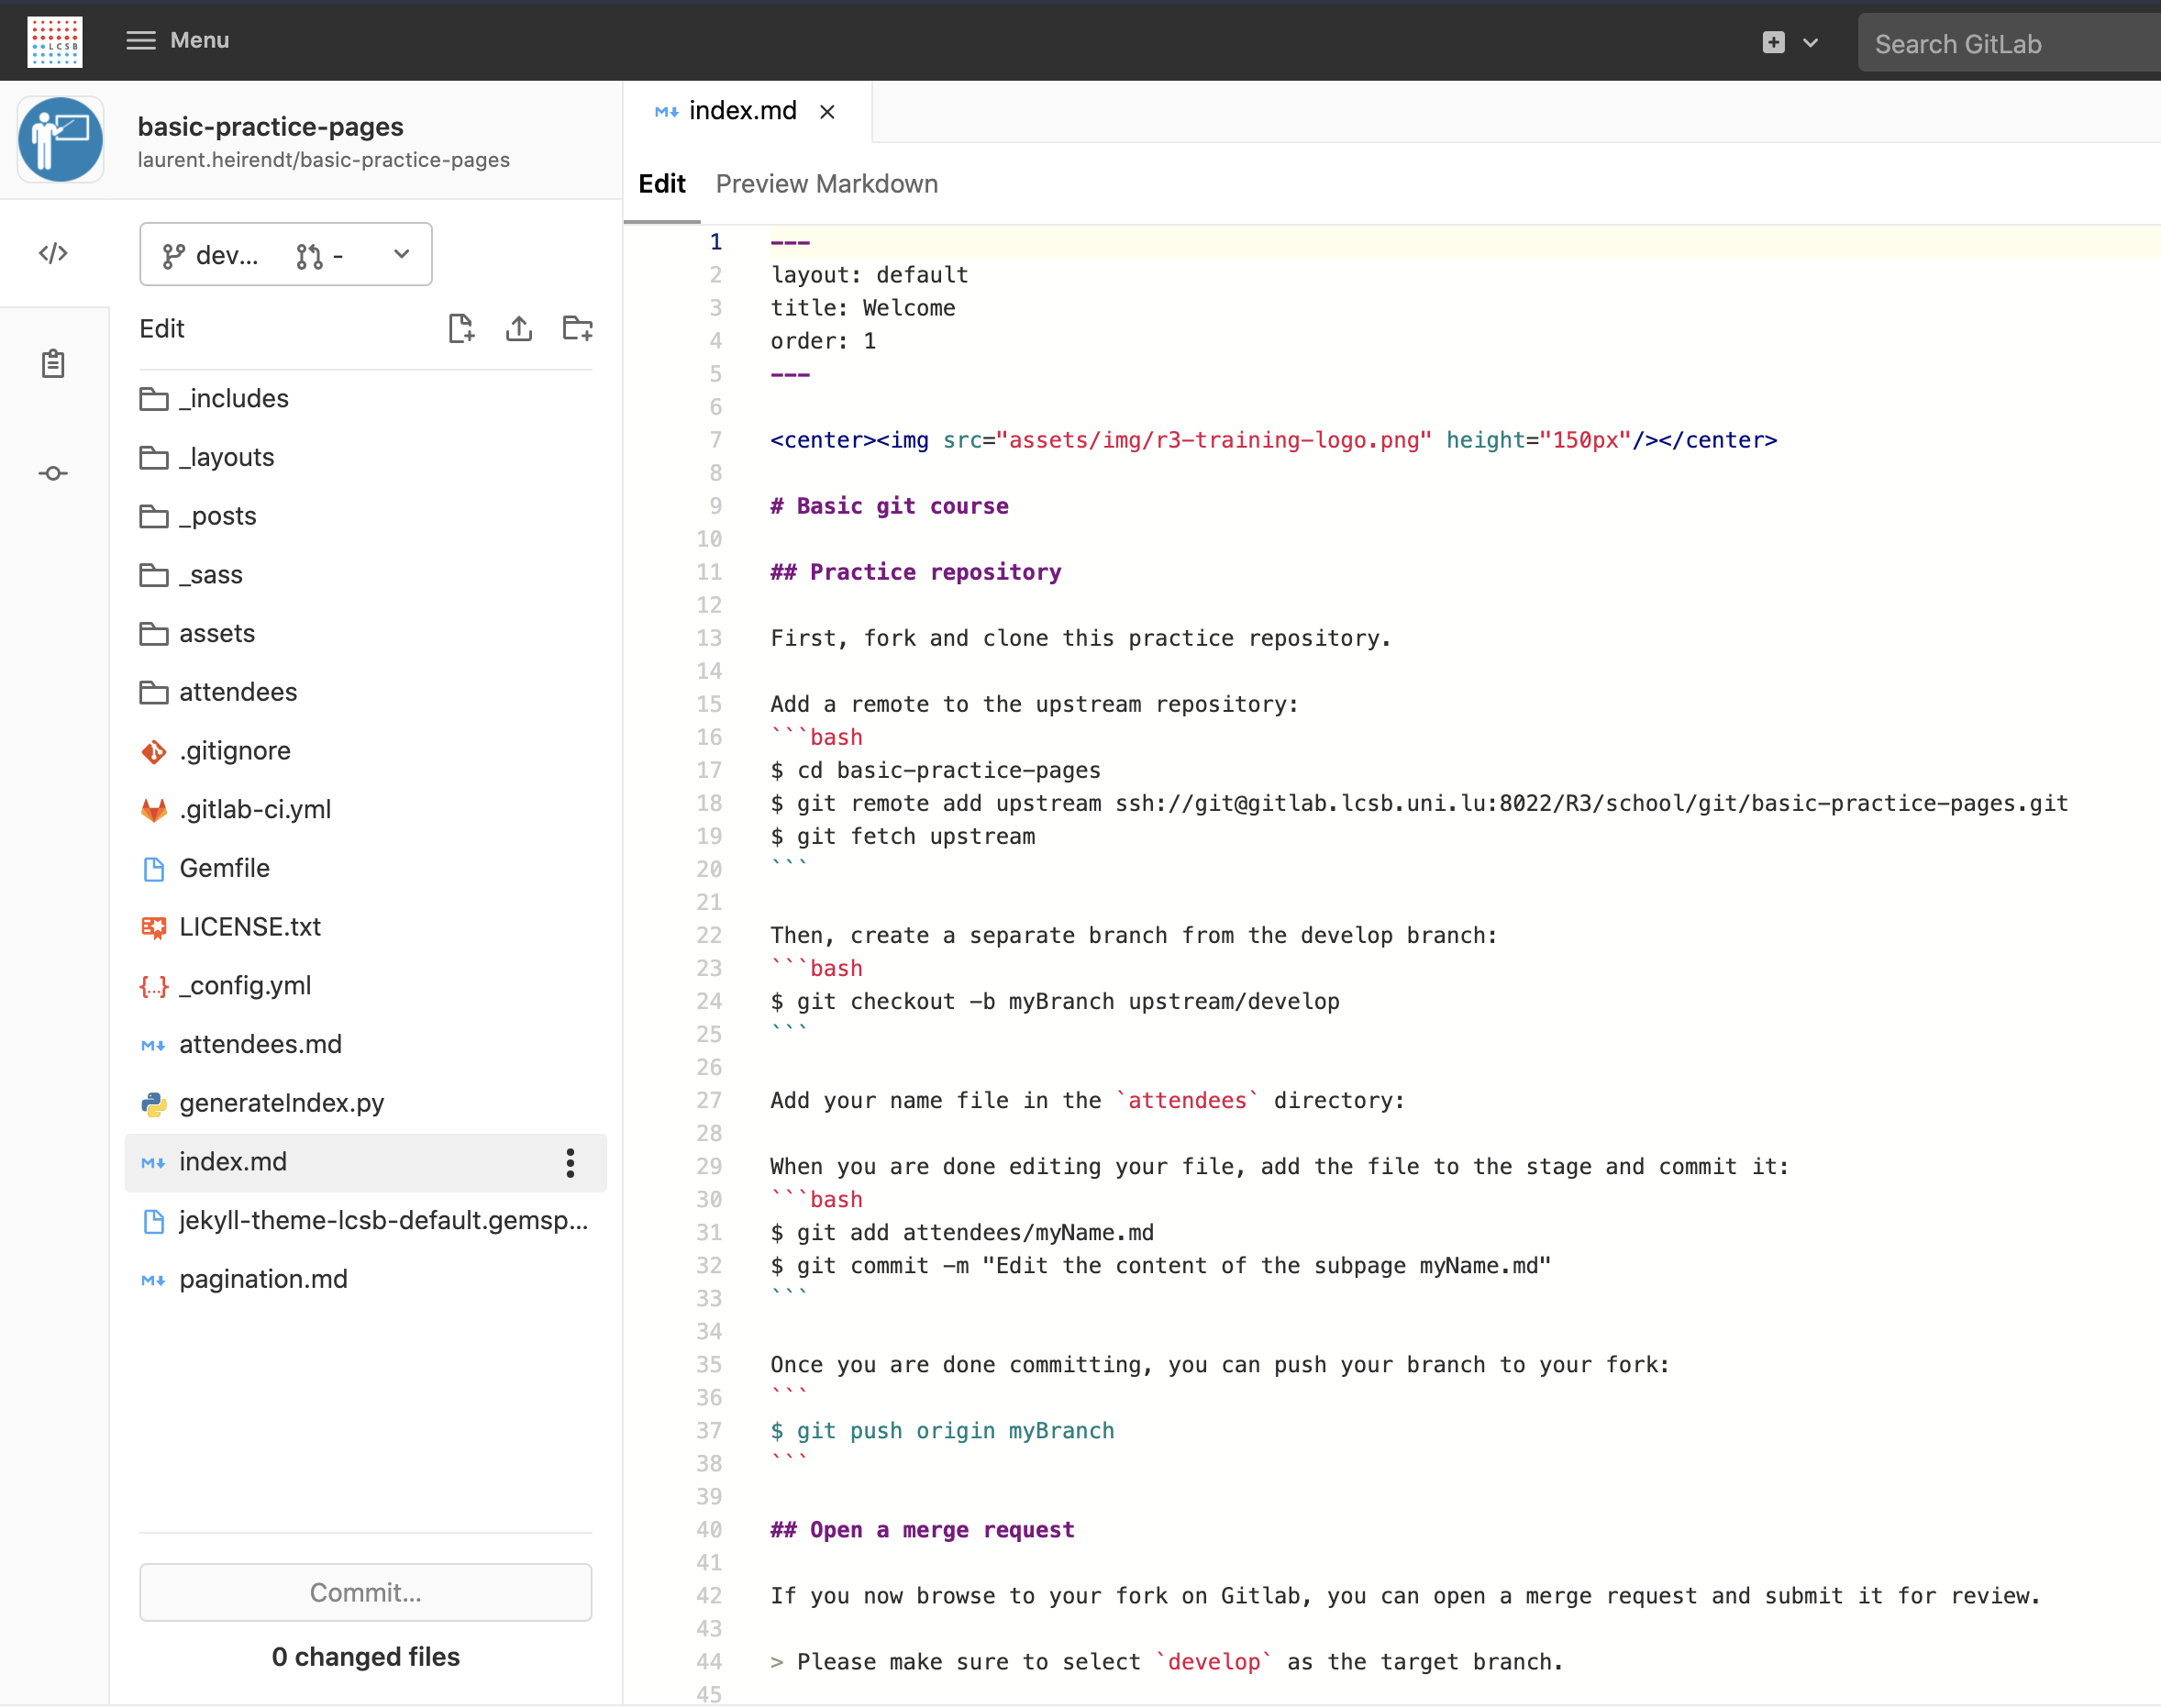 LCSB
Menu
Search GitLab
basic-practice-pages
laurent.heirendt/basic-practice-pages
dev... -
Edit
_includes
_layouts
_posts
_sass
assets
attendees
.gitignore
.gitlab-ci.yml
Gemfile
LICENSE.txt
{...} _config.yml
M↓ attendees.md
generateIndex.py
M↓ index.md
jekyll-theme-lcsb-default.gemsp...
M↓ pagination.md
Commit...
0 changed files
M↓ index.md ×
Edit Preview Markdown
1 ---
2 layout: default
3 title: Welcome
4 order: 1
5 ---
6
7 <center><img src="assets/img/r3-training-logo.png" height="150px"/></center>
8
9 # Basic git course
10
11 ## Practice repository
12
13 First, fork and clone this practice repository.
14
15 Add a remote to the upstream repository:
16 ```bash
17 $ cd basic-practice-pages
18 $ git remote add upstream ssh://git@gitlab.lcsb.uni.lu:8022/R3/school/git/basic-practice-pages.git
19 $ git fetch upstream
20 ```
21
22 Then, create a separate branch from the develop branch:
23 ```bash
24 $ git checkout -b myBranch upstream/develop
25 ```
26
27 Add your name file in the `attendees` directory:
28
29 When you are done editing your file, add the file to the stage and commit it:
30 ```bash
31 $ git add attendees/myName.md
32 $ git commit -m "Edit the content of the subpage myName.md"
33 ```
34
35 Once you are done committing, you can push your branch to your fork:
36 ```
37 $ git push origin myBranch
38 ```
39
40 ## Open a merge request
41
42 If you now browse to your fork on Gitlab, you can open a merge request and submit it for review.
43
44 > Please make sure to select `develop` as the target branch.
45